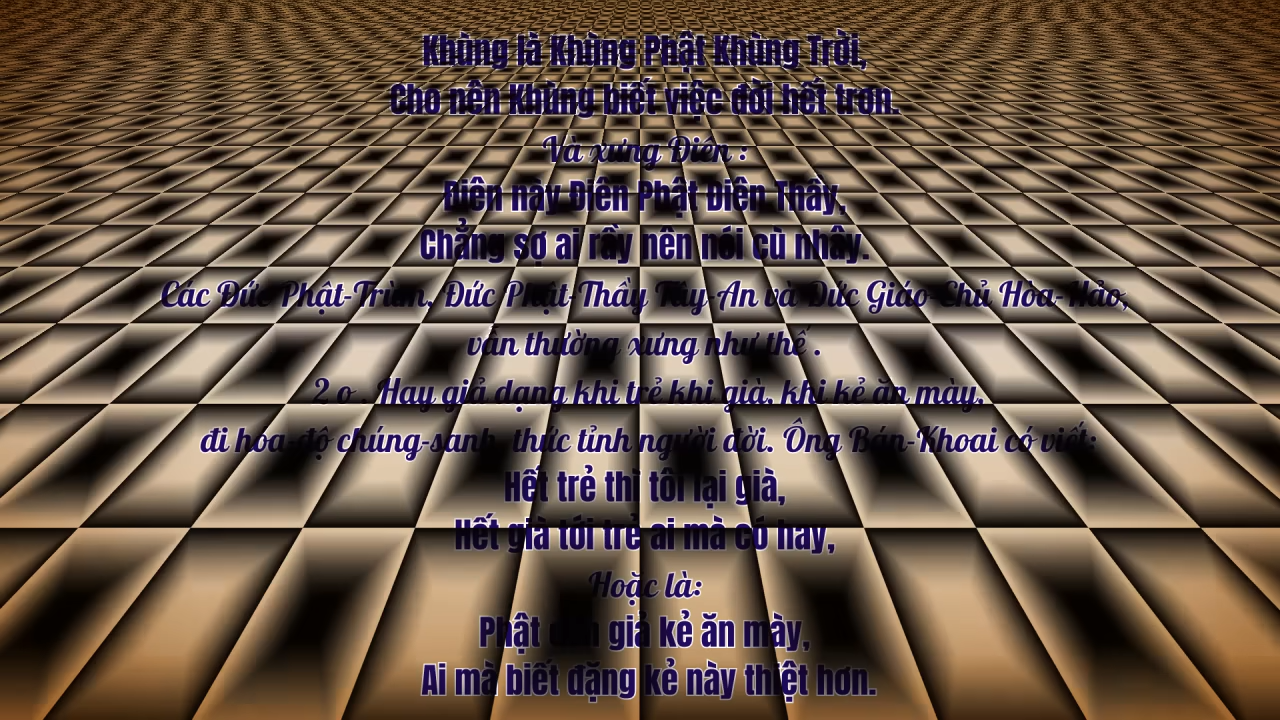 Khùng là Khùng Phật Khùng Trời,
Cho nên Khùng biết việc đời hết trơn.
Và xưng Điên :
Điên này Điên Phật Điên Thầy,
Chẳng sợ ai rầy nên nói cù nhây.
Các Đức Phật-Trùm, Đức Phật-Thầy Tây-An và Đức Giáo-Chủ Hòa-Hảo,
vẫn thường xưng như thế .
2 o . Hay giả dạng khi trẻ khi già, khi kẻ ăn mày,
đi hóa-độ chúng-sanh, thức tỉnh người đời. Ông Bán-Khoai có viết:
Hết trẻ thì tôi lại già,
Hết già tới trẻ ai mà có hay,
Hoặc là:
Phật giả kẻ ăn mày,
Ai mà biết đặng kẻ này thiệt hơn.